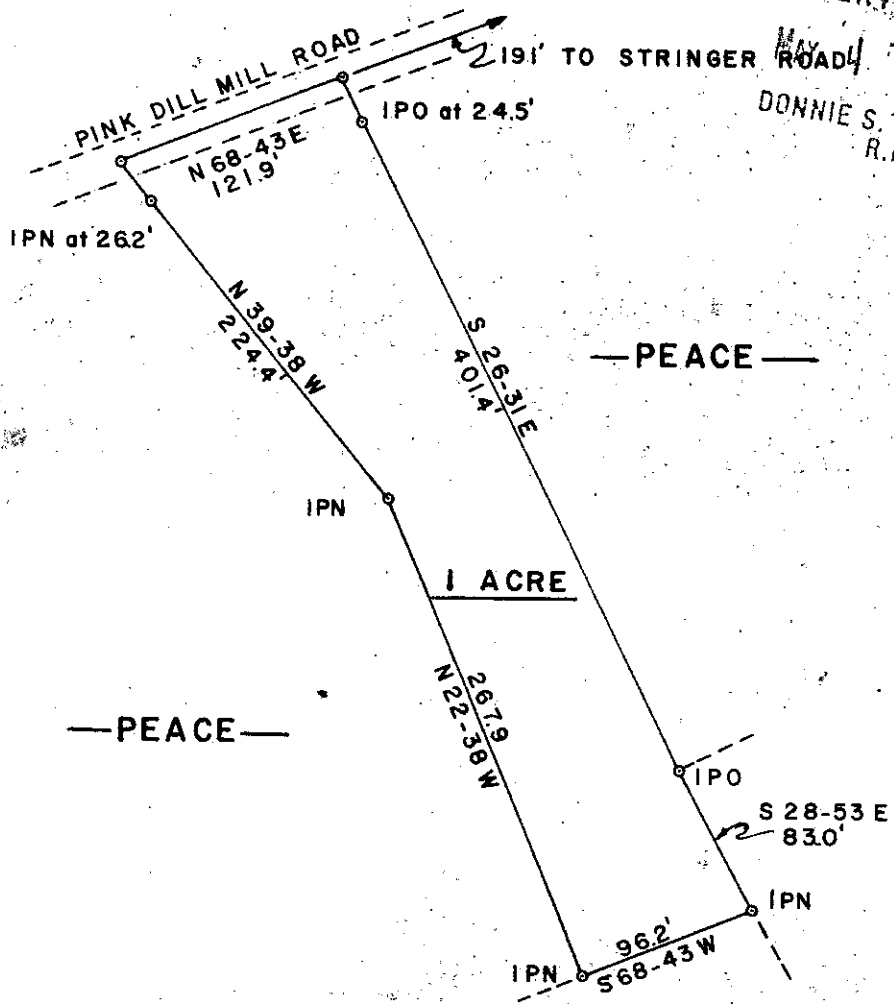 MAY 4
DONNIE S.
PINK DILL MILL ROAD
191' TO STRINGER ROAD
IPO at 24.5'
N 68-43 E
121.9'
IPN at 26.2'
N 39-38 W
224.4'
S 26-31 E
401.4'
—PEACE—
IPN
1 ACRE
267.9
N 22-38 W
—PEACE—
IPO
S 28-53 E
83.0'
IPN
96.2'
S 68-43 W
IPN